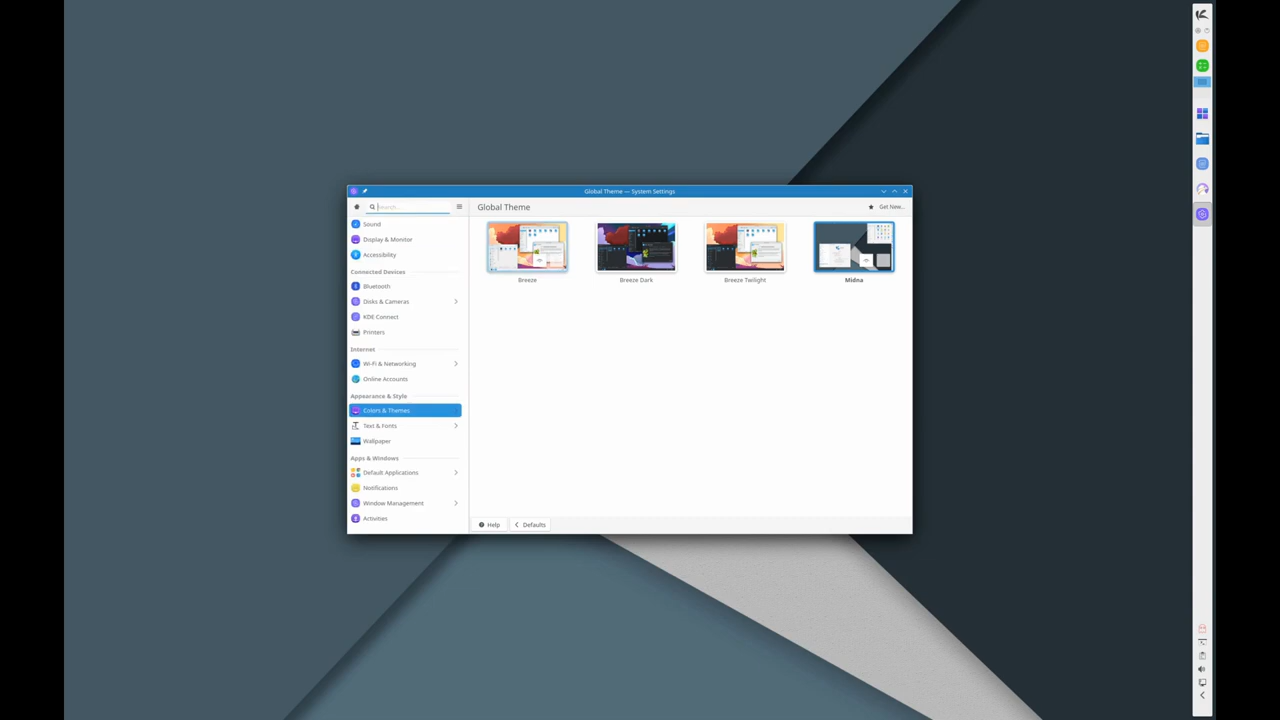 Global Theme — System Settings
Search...
Global Theme
Get New...
Sound
Display & Monitor
Accessibility
Connected Devices
Bluetooth
Disks & Cameras
KDE Connect
Printers
Internet
Wi-Fi & Networking
Online Accounts
Appearance & Style
Colors & Themes
Text & Fonts
Wallpaper
Apps & Windows
Default Applications
Notifications
Window Management
Activities
Breeze
Breeze Dark
Breeze Twilight
Midna
Help
Defaults